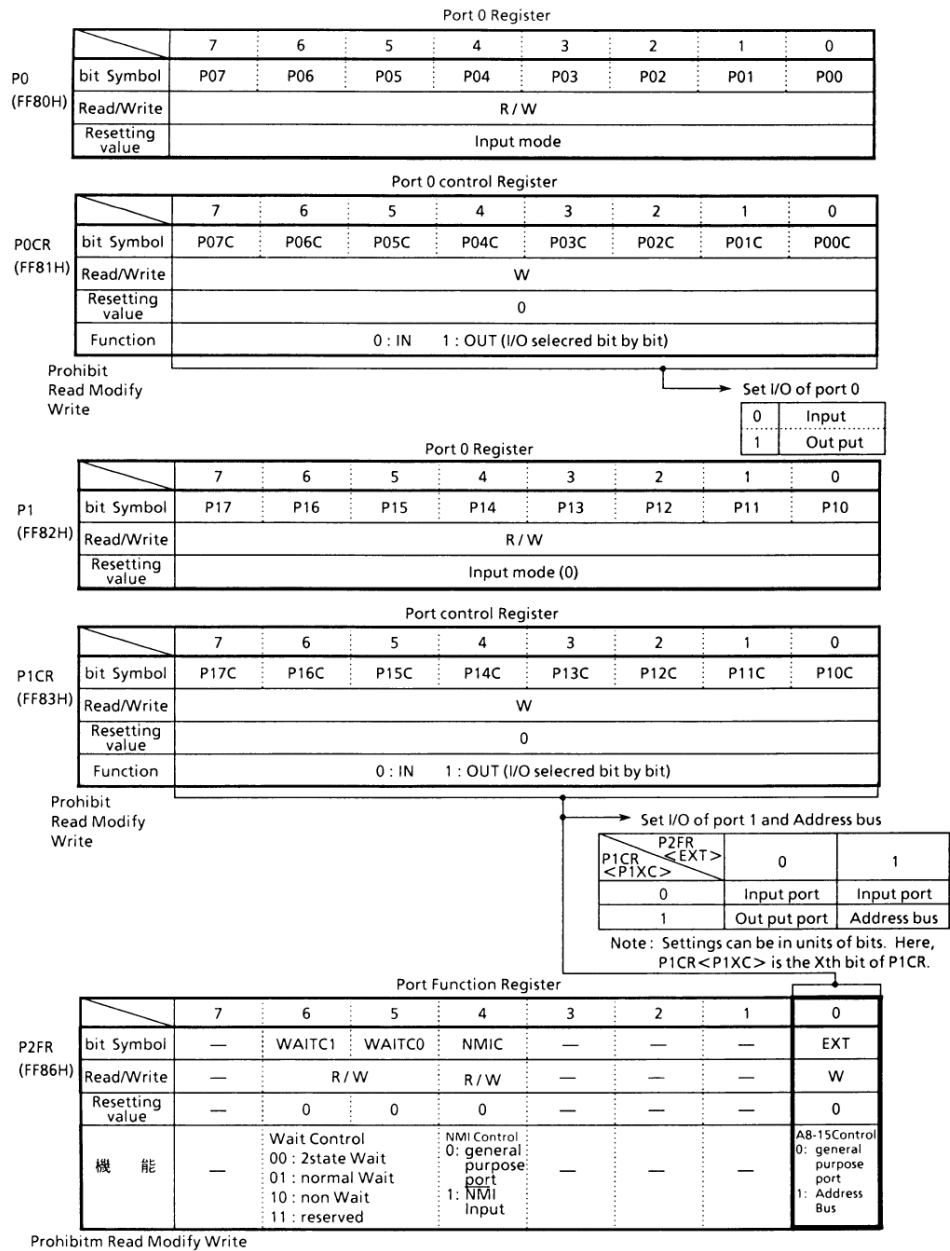 Port 0 Register
7 6 5 4 3 2 1 0
P0
(FF80H)
bit Symbol P07 P06 P05 P04 P03 P02 P01 P00
Read/Write R / W
Resetting
value
Input mode
Port 0 control Register
7 6 5 4 3 2 1 0
P0CR
(FF81H)
bit Symbol P07C P06C P05C P04C P03C P02C P01C P00C
Read/Write W
Resetting
value
0
Function 0 : IN 1 : OUT (I/O selecred bit by bit)
Prohibit
Read Modify
Write
Set I/O of port 0
0 Input
1 Out put
Port 0 Register
7 6 5 4 3 2 1 0
P1
(FF82H)
bit Symbol P17 P16 P15 P14 P13 P12 P11 P10
Read/Write R / W
Resetting
value
Input mode (0)
Port control Register
7 6 5 4 3 2 1 0
P1CR
(FF83H)
bit Symbol P17C P16C P15C P14C P13C P12C P11C P10C
Read/Write W
Resetting
value
0
Function 0 : IN 1 : OUT (I/O selecred bit by bit)
Prohibit
Read Modify
Write
Set I/O of port 1 and Address bus
P2FR
<EXT>
P1CR
<P1XC>
0 1
0 Input port Input port
1 Out put port Address bus
Note : Settings can be in units of bits. Here,
P1CR<P1XC> is the Xth bit of P1CR.
Port Function Register
7 6 5 4 3 2 1 0
P2FR
(FF86H)
bit Symbol — WAITC1 WAITC0 NMIC — — — EXT
Read/Write — R / W R / W — — — W
Resetting
value
— 0 0 0 — — — 0
機 能
—
Wait Control
00 : 2state Wait
01 : normal Wait
10 : non Wait
11 : reserved
NMI Control
0: general
purpose
port
1: NMI
Input
— — —
A8-15Control
0: general
purpose
port
1: Address
Bus
Prohibitm Read Modify Write